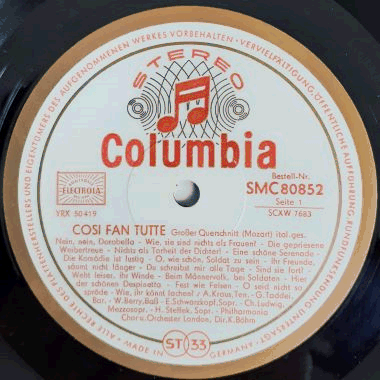 ALLE RECHTE DES PLATTENHERSTELLERS UND EIGENTÜMERS DES AUFGENOMMENEN WERKES VORBEHALTEN · VERVIELFÄLTIGUNG, ÖFFENTLICHE AUFFÜHRUNG, RUNDFUNKSENDUNG UNTERSAGT · MADE IN GERMANY
STEREO
Columbia
ELECTROLA
Bestell-Nr.
SMC 80852
Seite 1
YRX 50419
SCXW 7683
COSI FAN TUTTE Großer Querschnitt (Mozart) ital. ges.
Nein, nein, Dorabella - Wie, sie sind nichts als Frauen? - Die gepriesene
Weibertreue - Nichts als Torheit der Dichter! - Eine schöne Serenade -
Die Komödie ist lustig - O, wie schön, Soldat zu sein - Ihr Freunde,
säumt nicht länger - Du schreibst mir alle Tage - Sind sie fort! -
Weht leiser, ihr Winde - Beim Männervolk, bei Soldaten - Hier
der schönen Despinetta - Fest wie Felsen - O seid nicht so
spröde - Wie, ihr könnt lachen! / A. Kraus, Ten. - G. Taddei,
Bar. - W. Berry, Baß - E. Schwarzkopf, Sopr. - Ch. Ludwig,
Mezzosopr. - H. Steffek, Sopr. - Philharmonia
Chor u. Orchester London, Dir. K. Böhm
ST 33